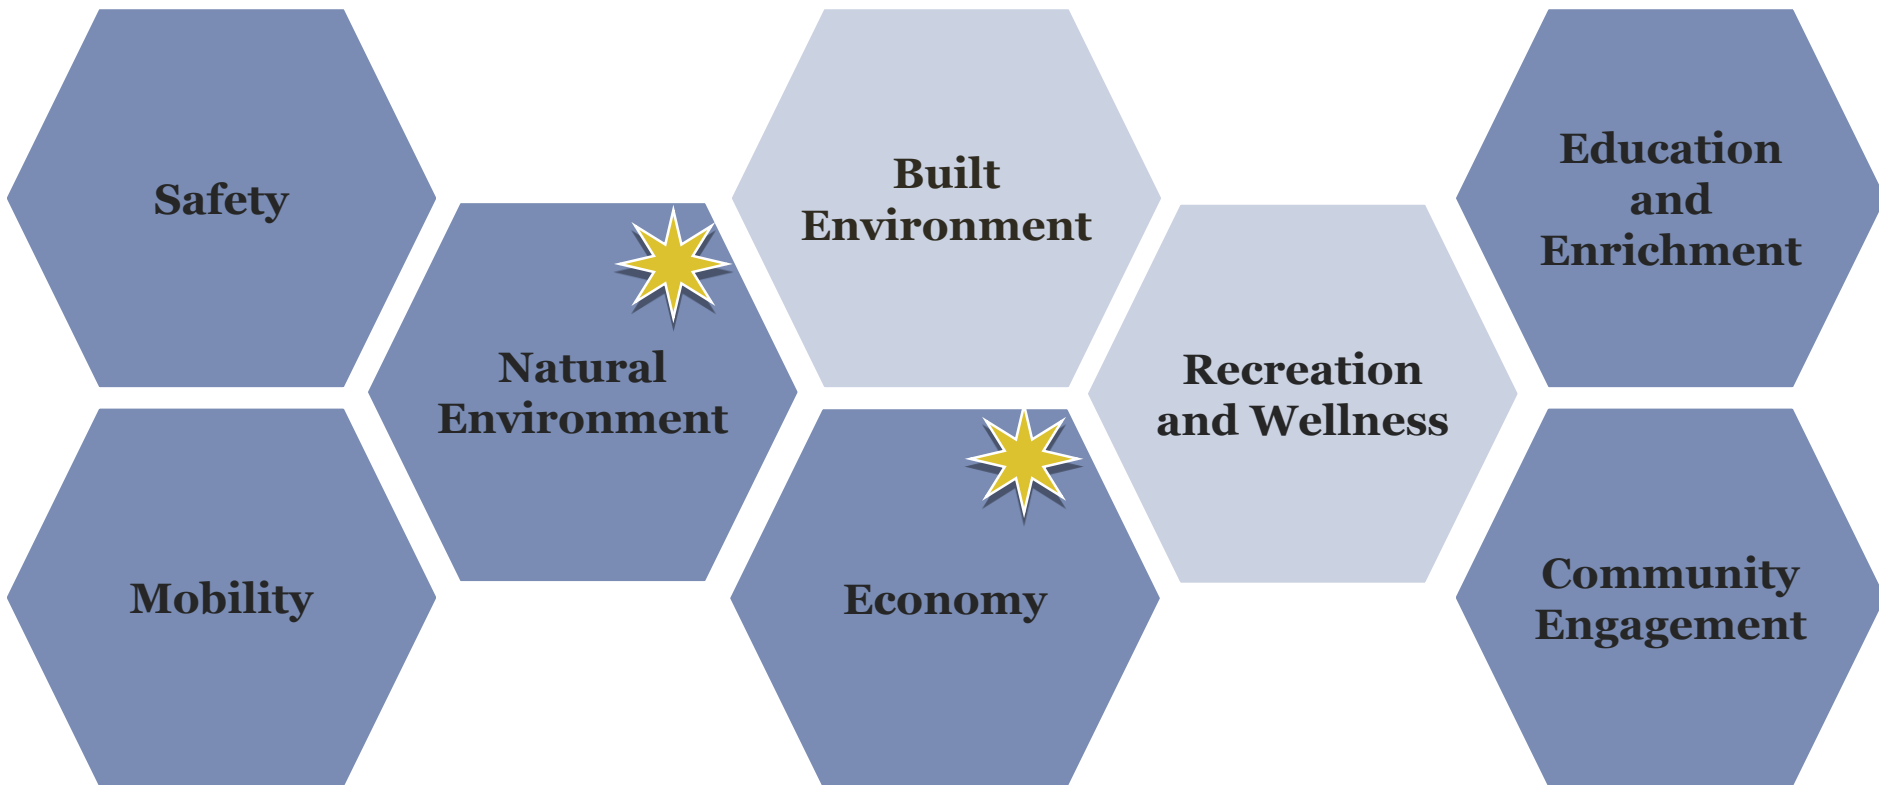 Safety
Mobility
Natural
Environment
Built
Environment
Economy
Recreation
and Wellness
Education
and
Enrichment
Community
Engagement